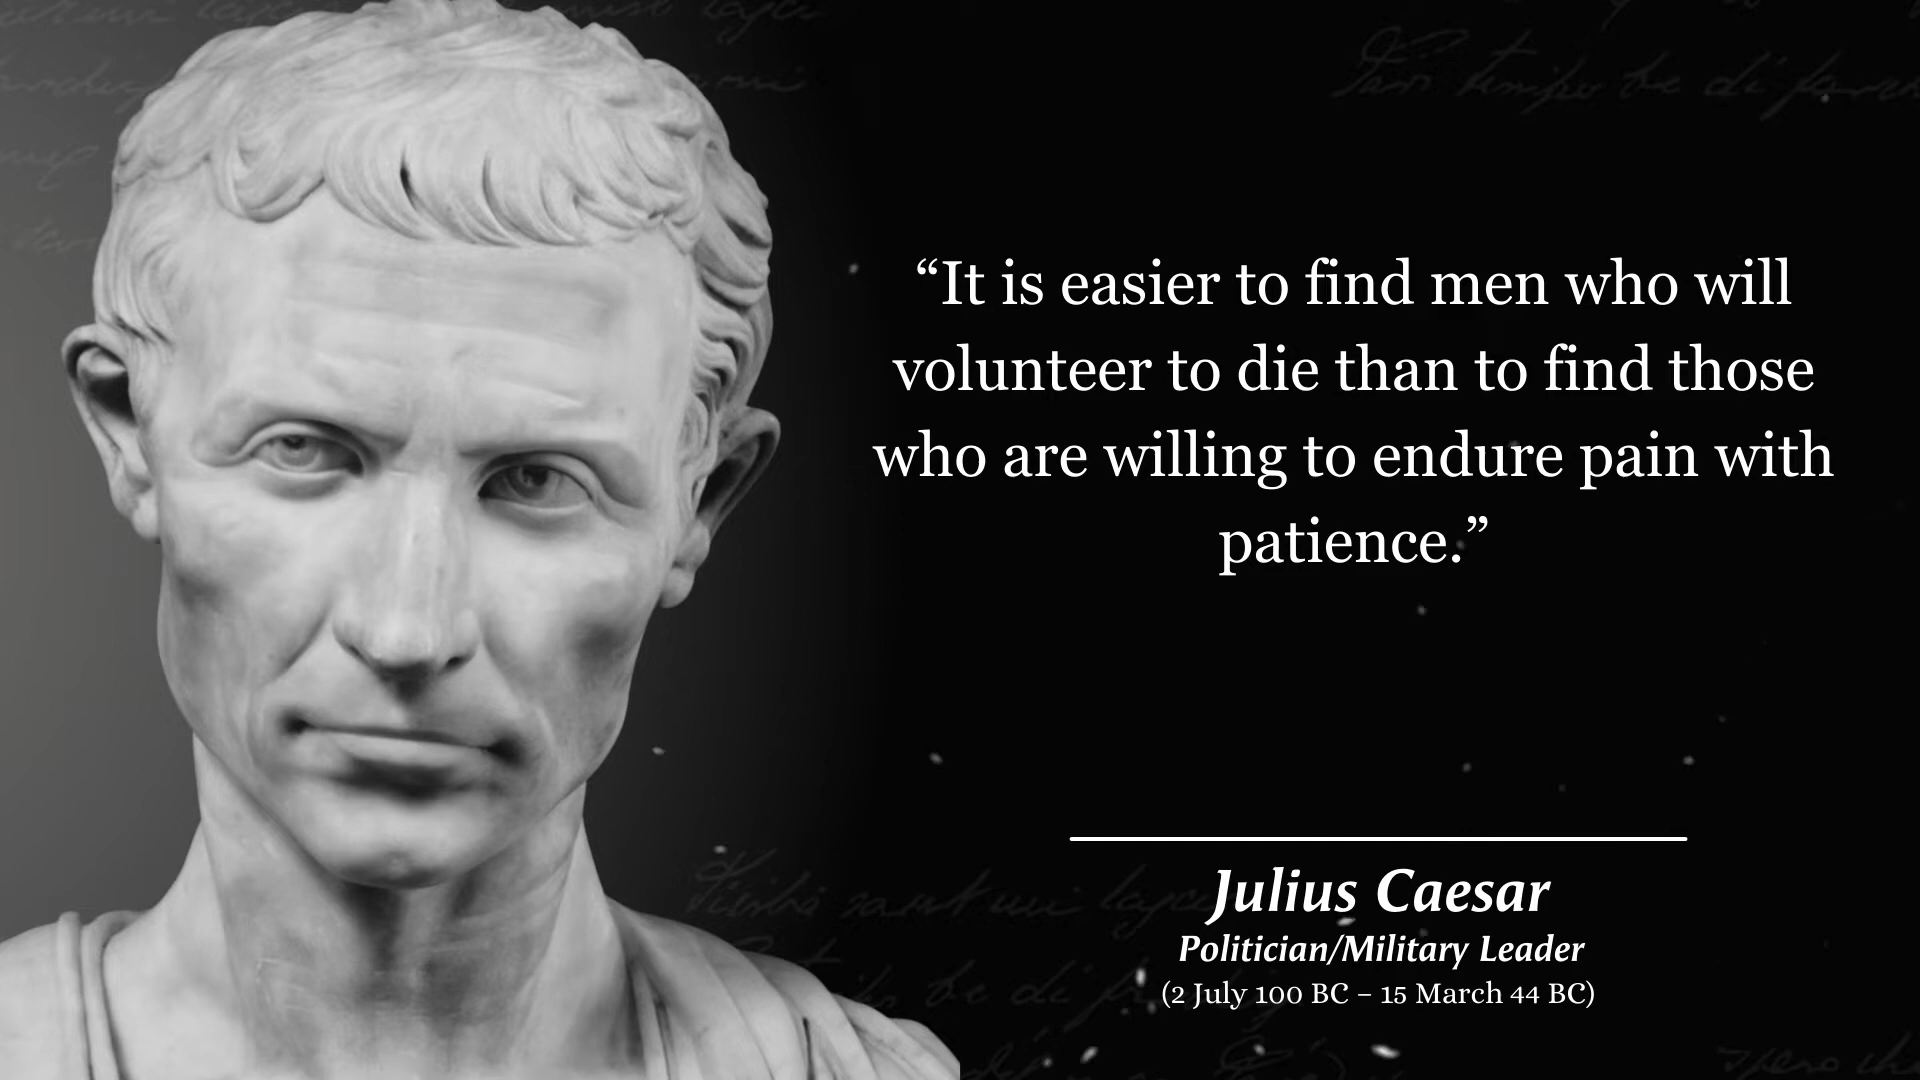 “It is easier to find men who will
volunteer to die than to find those
who are willing to endure pain with
patience.”
Julius Caesar
Politician/Military Leader
(2 July 100 BC – 15 March 44 BC)